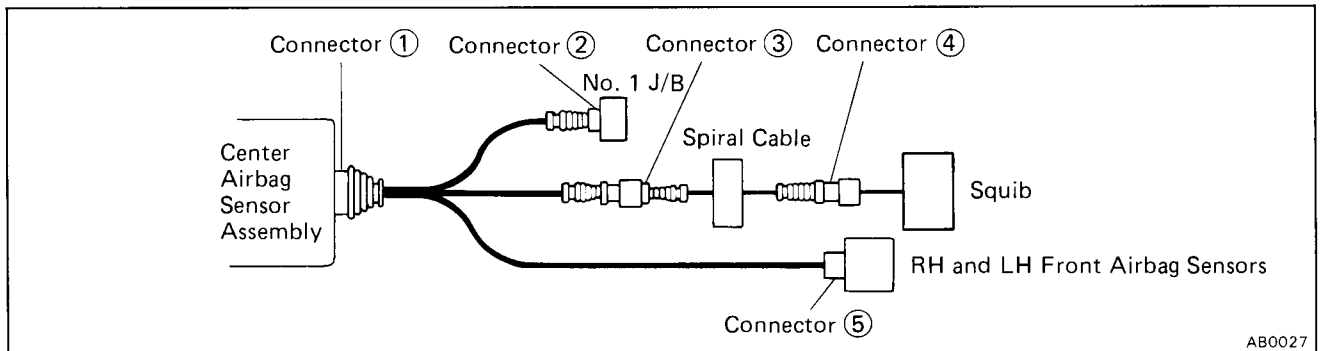 Connector ① Connector ② Connector ③ Connector ④
No. 1 J/B
Spiral Cable
Center
Airbag
Sensor
Assembly
Squib
RH and LH Front Airbag Sensors
Connector ⑤
AB0027